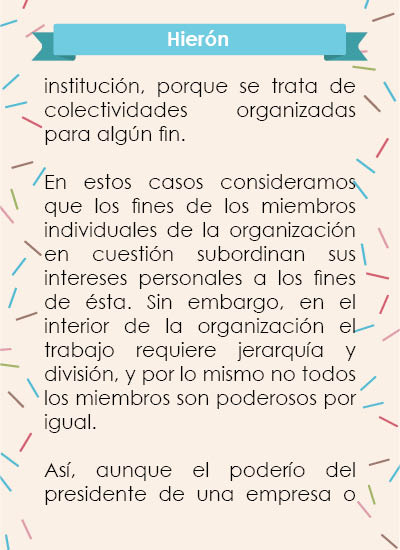 Hierón
institución, porque se trata de
colectividades organizadas
para algún fin.
En estos casos consideramos
que los fines de los miembros
individuales de la organización
en cuestión subordinan sus
intereses personales a los fines
de ésta. Sin embargo, en el
interior de la organización el
trabajo requiere jerarquía y
división, y por lo mismo no todos
los miembros son poderosos por
igual.
Así, aunque el poderío del
presidente de una empresa o